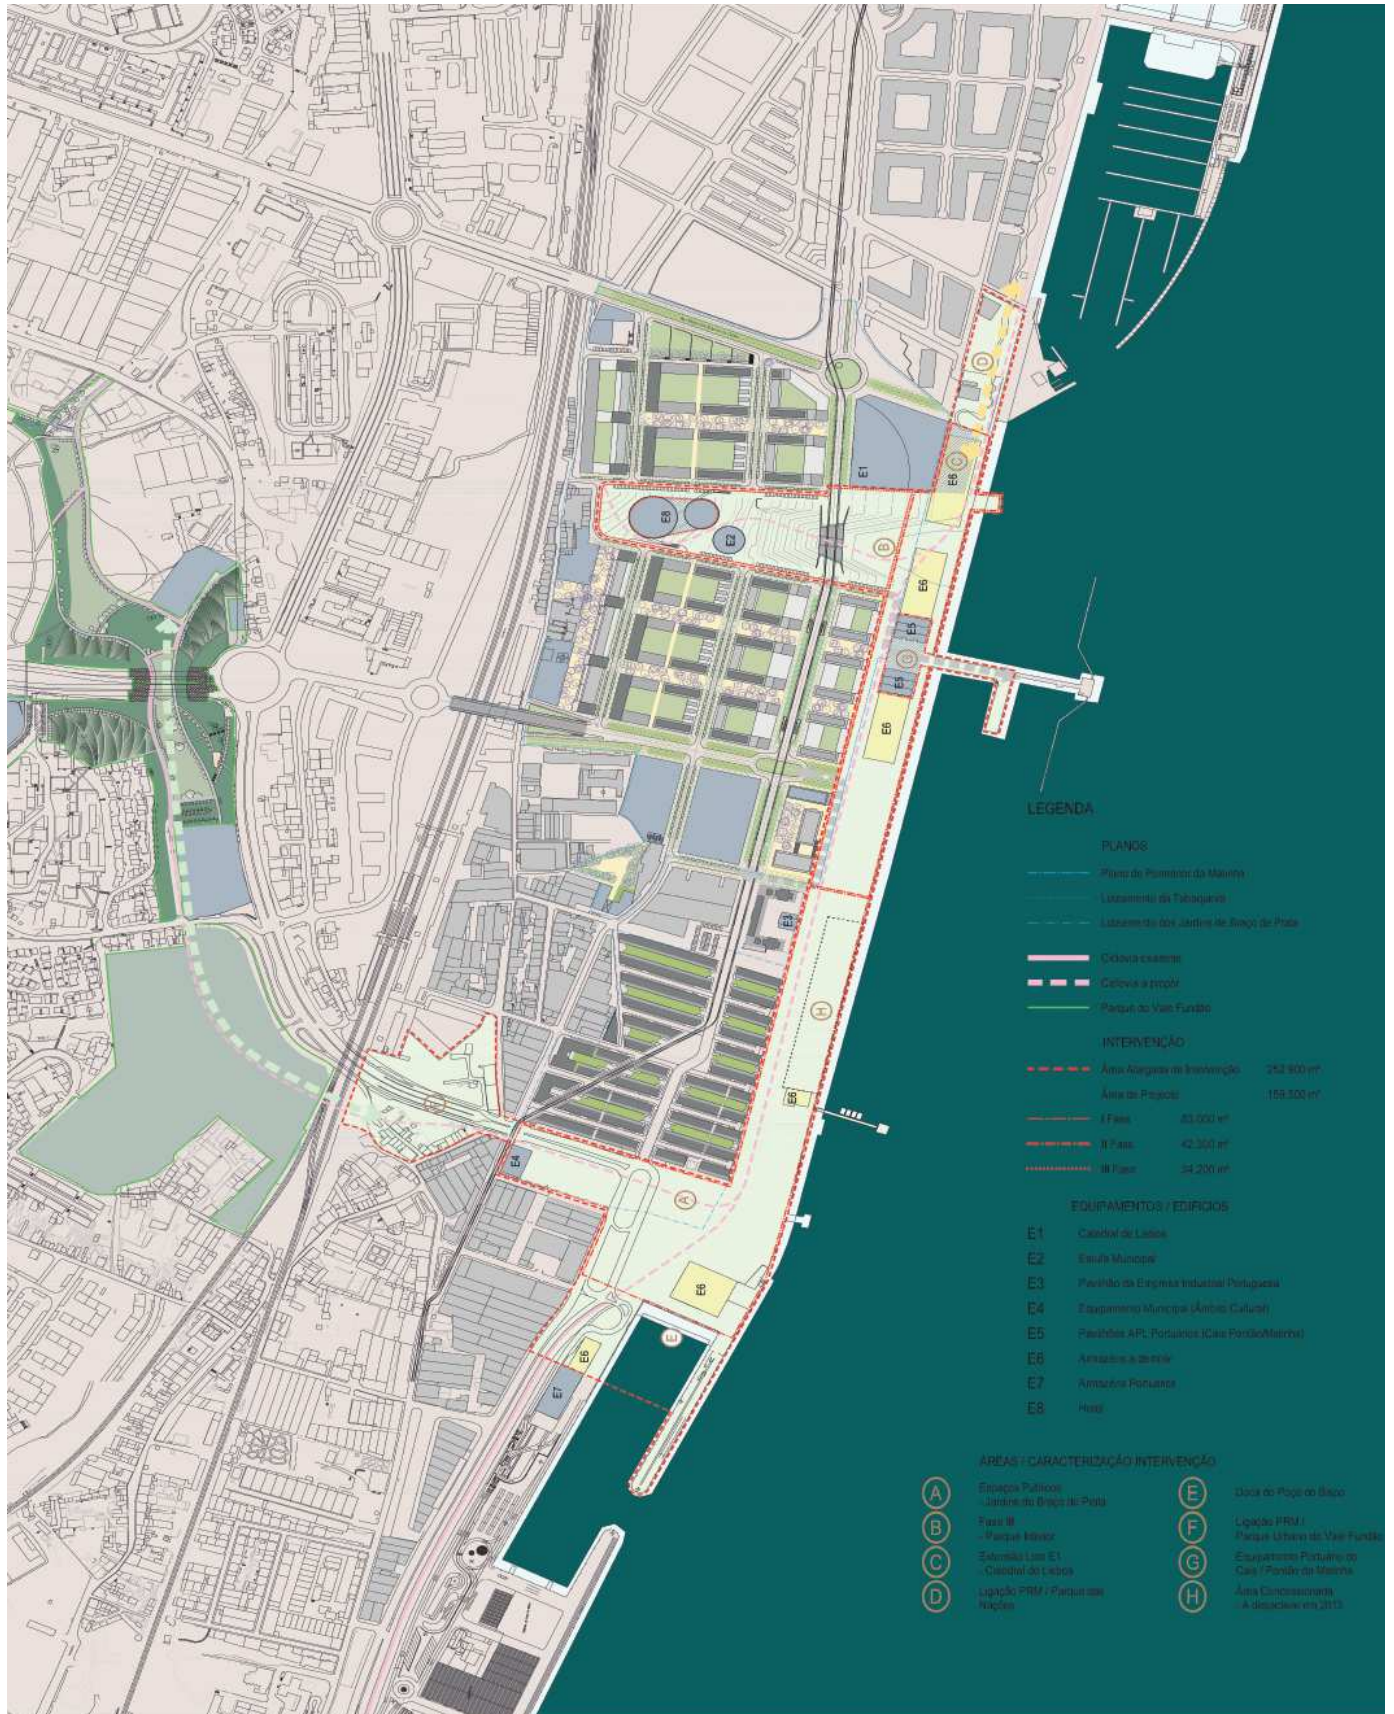 E1
E6
C
D
E8
E2
B
E6
E5
G
E5
E6
E3
H
E6
E4
A
E6
E
E6
E7
LEGENDA
PLANOS
Plano de Pormenor da Matinha
Loteamento da Tabaqueira
Loteamento dos Jardins de Braço de Prata
Ciclovia existente
Ciclovia a propôr
Parque do Vale Fundão
INTERVENÇÃO
Área Alargada de Intervenção 252.900 m²
Área de Projecto 159.500 m²
I Fase 83.000 m²
II Fase 42.300 m²
III Fase 34.200 m²
EQUIPAMENTOS / EDIFICIOS
E1 Catedral de Lisboa
E2 Estufa Municipal
E3 Pavilhão da Empresa Industrial Portuguesa
E4 Equipamento Municipal (Âmbito Cultural)
E5 Pavilhões APL Portuários (Cais Pontão/Matinha)
E6 Armazéns a demolir
E7 Armazéns Portuários
E8 Hotel
ÁREAS / CARACTERIZAÇÃO INTERVENÇÃO
A Espaços Públicos
- Jardins do Braço de Prata
B Fase III
- Parque Interior
C Extensão Lote E1
- Catedral de Lisboa
D Ligação PRM / Parque das
Nações
E Doca do Poço do Bispo
F Ligação PRM /
Parque Urbano do Vale Fundão
G Equipamento Portuário do
Cais / Pontão da Matinha
H Área Concessionada
- A desactivar em 2013